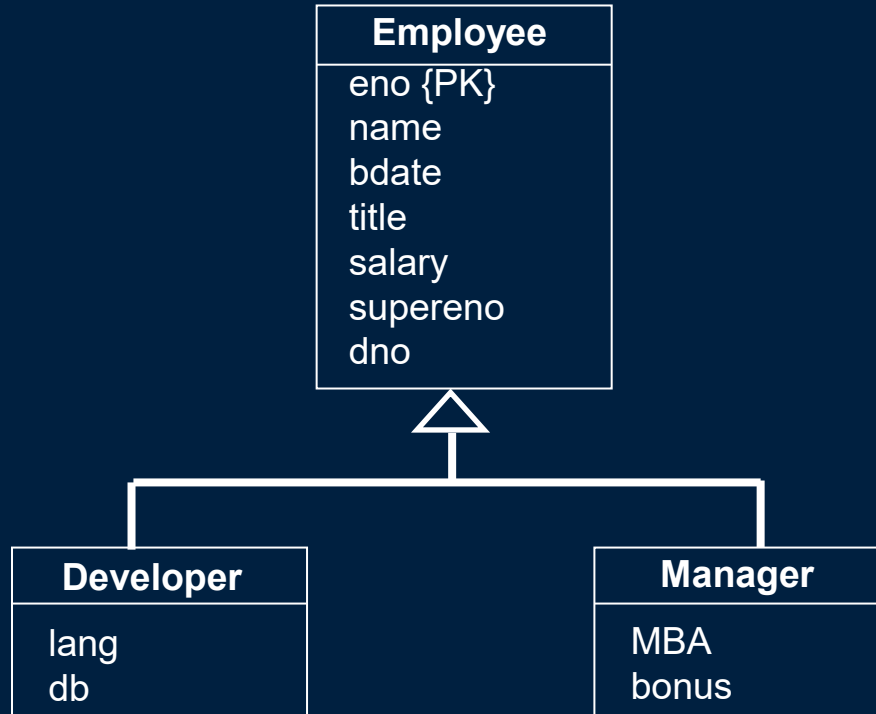 Employee
eno {PK}
name
bdate
title
salary
supereno
dno
Developer
lang
db
Manager
MBA
bonus